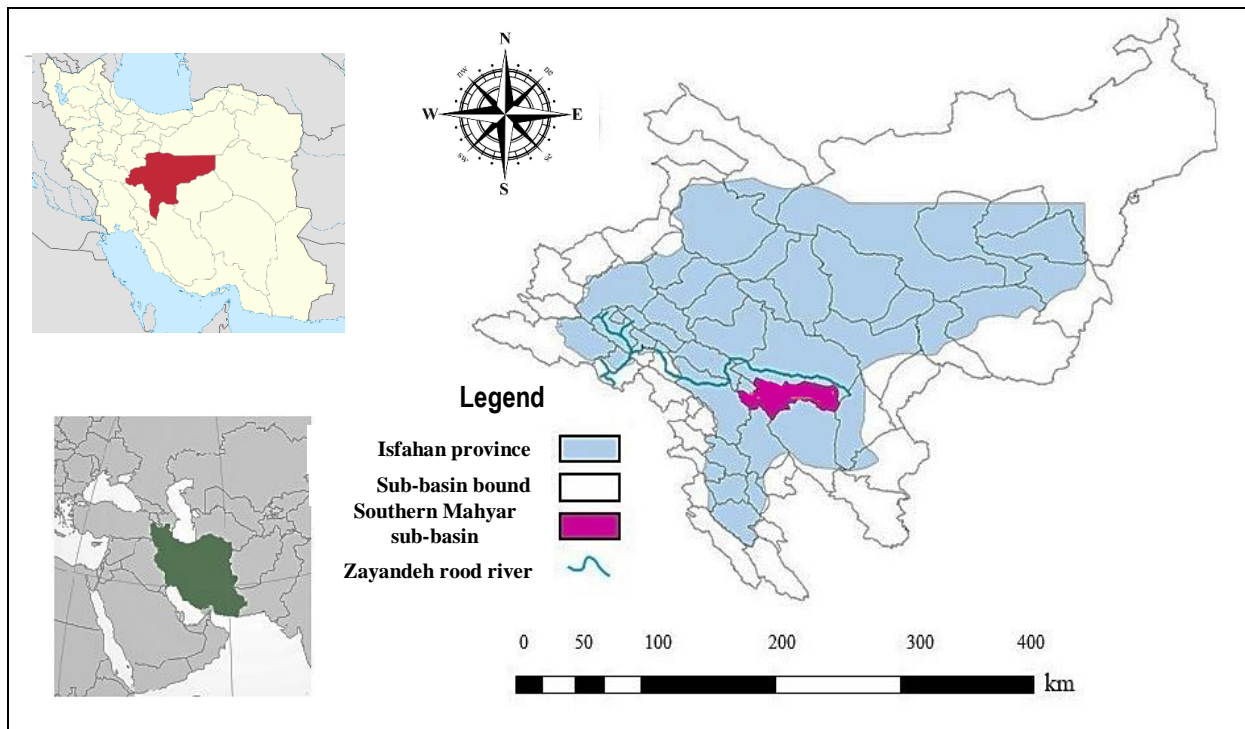 N
nw
ne
W
E
sw
se
S
Legend
Isfahan province
Sub-basin bound
Southern Mahyar
sub-basin
Zayandeh rood river
0 50 100 200 300 400
km